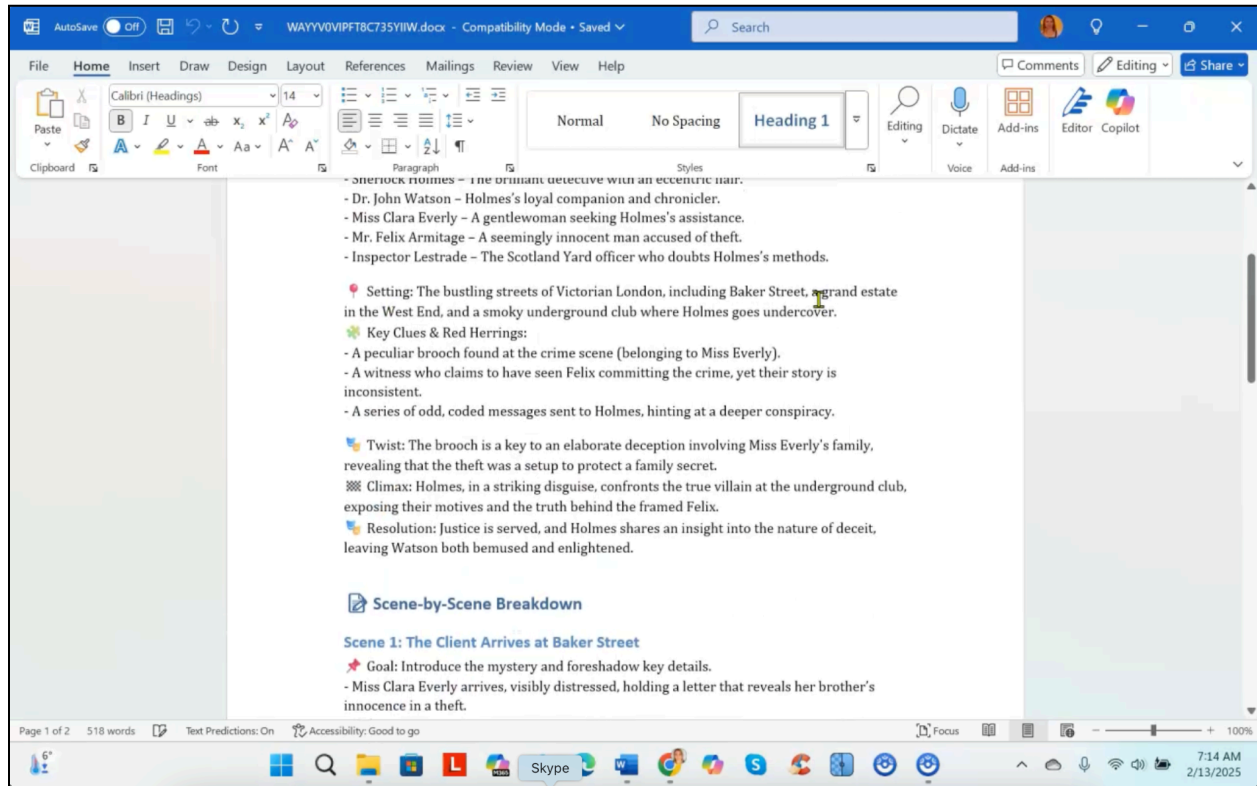 AutoSave Off WAYYV0VIPFT8C735YIIW.docx - Compatibility Mode • Saved Search
File Home Insert Draw Design Layout References Mailings Review View Help Comments Editing Share
Calibri (Headings) 14
Paste
Normal No Spacing Heading 1
Editing Dictate Add-ins Editor Copilot
Clipboard Font Paragraph Styles Voice Add-ins
- Sherlock Holmes – The brilliant detective with an eccentric flair.
- Dr. John Watson – Holmes's loyal companion and chronicler.
- Miss Clara Everly – A gentlewoman seeking Holmes's assistance.
- Mr. Felix Armitage – A seemingly innocent man accused of theft.
- Inspector Lestrade – The Scotland Yard officer who doubts Holmes's methods.
Setting: The bustling streets of Victorian London, including Baker Street, a grand estate
in the West End, and a smoky underground club where Holmes goes undercover.
Key Clues & Red Herrings:
- A peculiar brooch found at the crime scene (belonging to Miss Everly).
- A witness who claims to have seen Felix committing the crime, yet their story is
inconsistent.
- A series of odd, coded messages sent to Holmes, hinting at a deeper conspiracy.
Twist: The brooch is a key to an elaborate deception involving Miss Everly's family,
revealing that the theft was a setup to protect a family secret.
Climax: Holmes, in a striking disguise, confronts the true villain at the underground club,
exposing their motives and the truth behind the framed Felix.
Resolution: Justice is served, and Holmes shares an insight into the nature of deceit,
leaving Watson both bemused and enlightened.
Scene-by-Scene Breakdown
Scene 1: The Client Arrives at Baker Street
Goal: Introduce the mystery and foreshadow key details.
- Miss Clara Everly arrives, visibly distressed, holding a letter that reveals her brother's
innocence in a theft.
Page 1 of 2 518 words Text Predictions: On Accessibility: Good to go Focus 100%
6° Skype 7:14 AM
2/13/2025